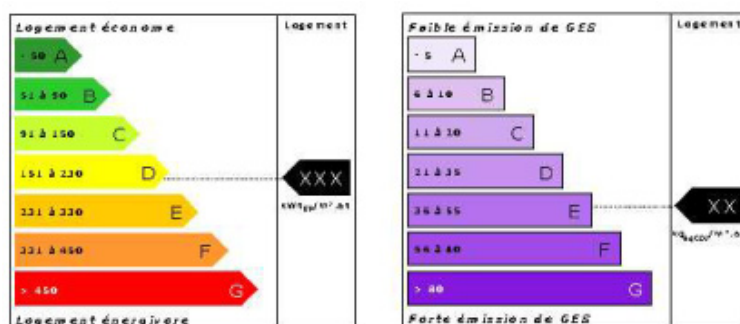 Logement économe
Logement
- 50 A
51 à 90 B
91 à 150 C
151 à 230 D
XXX
kWhEP/m².an
231 à 330 E
331 à 450 F
> 450 G
Logement énergivore
Faible émission de GES
Logement
- 5 A
6 à 10 B
11 à 20 C
21 à 35 D
36 à 55 E
XX
56 à 80 F
> 80 G
Forte émission de GES